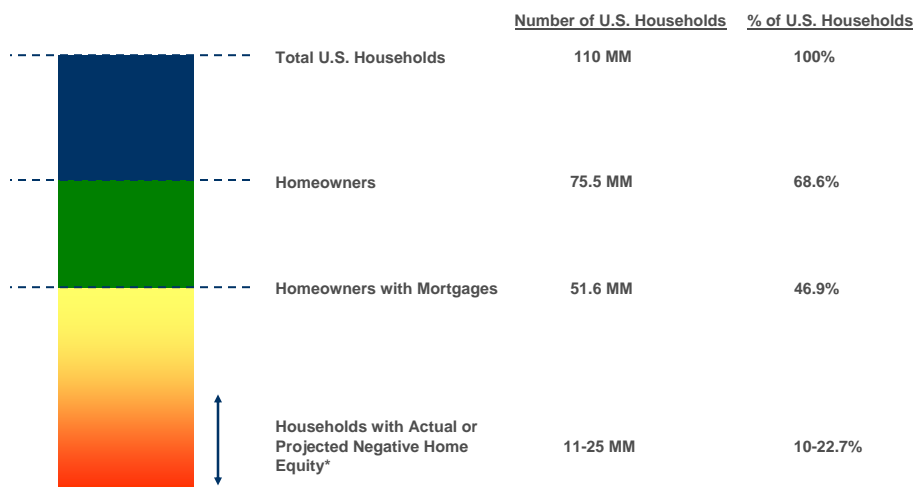 Number of U.S. Households % of U.S. Households
Total U.S. Households 110 MM 100%
Homeowners 75.5 MM 68.6%
Homeowners with Mortgages 51.6 MM 46.9%
Households with Actual or
Projected Negative Home 11-25 MM 10-22.7%
Equity*